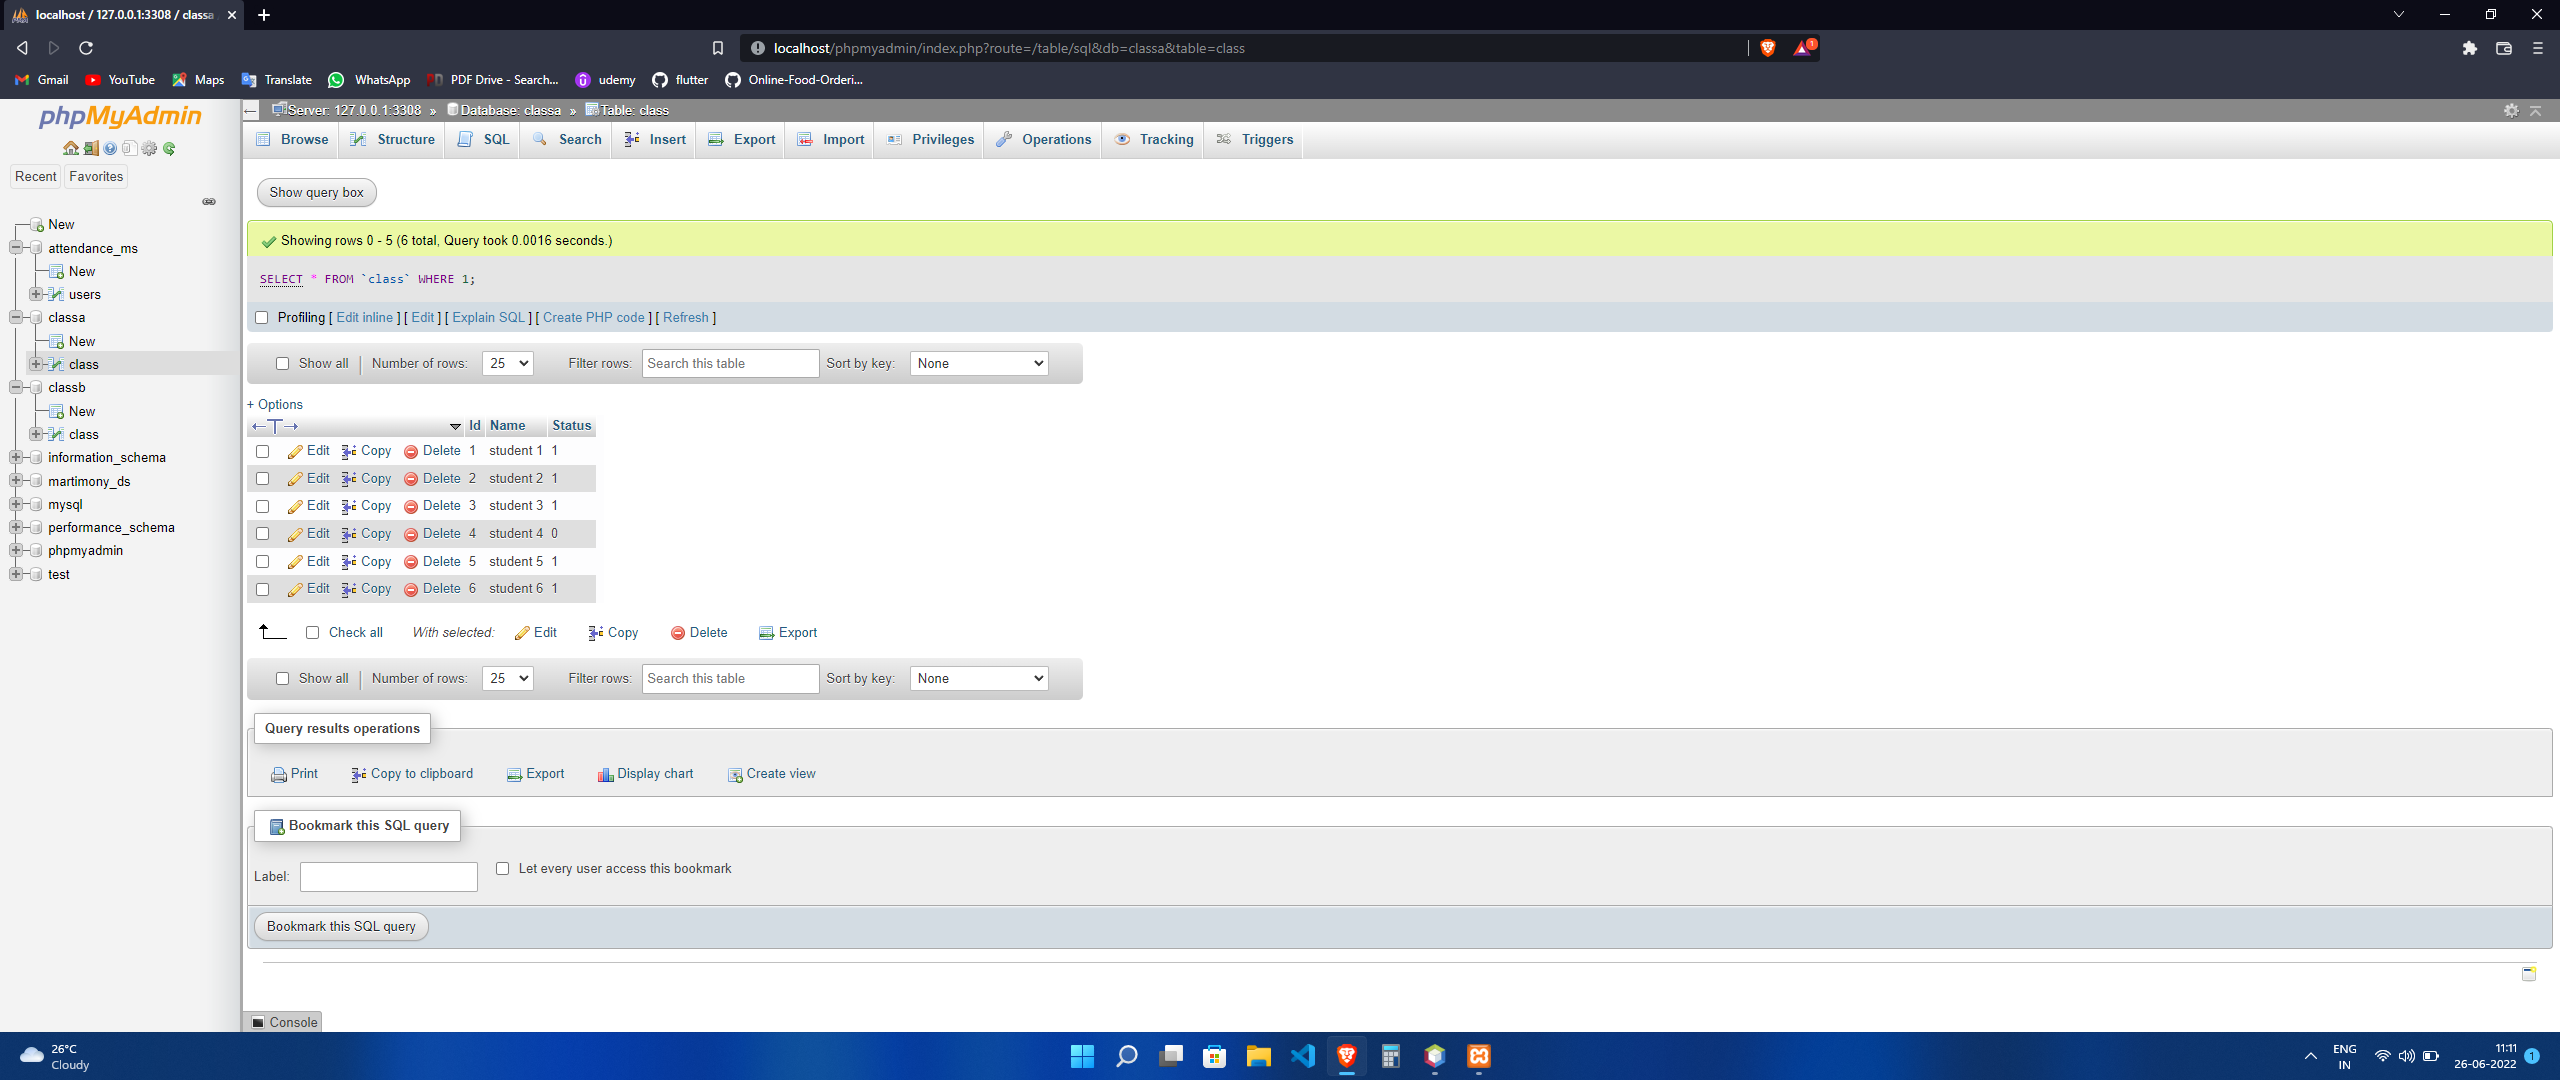 localhost / 127.0.0.1:3308 / classa
localhost/phpmyadmin/index.php?route=/table/sql&db=classa&table=class
1
Gmail YouTube Maps Translate WhatsApp PDF Drive - Search... udemy flutter Online-Food-Orderi...
phpMyAdmin
Recent Favorites
New
attendance_ms
New
users
classa
New
class
classb
New
class
information_schema
martimony_ds
mysql
performance_schema
phpmyadmin
test
Server: 127.0.0.1:3308 » Database: classa » Table: class
Browse Structure SQL Search Insert Export Import Privileges Operations Tracking Triggers
Show query box
Showing rows 0 - 5 (6 total, Query took 0.0016 seconds.)
SELECT * FROM `class` WHERE 1;
Profiling [ Edit inline ] [ Edit ] [ Explain SQL ] [ Create PHP code ] [ Refresh ]
Show all Number of rows: 25 Filter rows: Search this table Sort by key: None
+ Options
Id Name Status
Edit Copy Delete 1 student 1 1
Edit Copy Delete 2 student 2 1
Edit Copy Delete 3 student 3 1
Edit Copy Delete 4 student 4 0
Edit Copy Delete 5 student 5 1
Edit Copy Delete 6 student 6 1
Check all With selected: Edit Copy Delete Export
Show all Number of rows: 25 Filter rows: Search this table Sort by key: None
Query results operations
Print Copy to clipboard Export Display chart Create view
Bookmark this SQL query
Label: Let every user access this bookmark
Bookmark this SQL query
Console
26°C
Cloudy
ENG
IN
11:11
26-06-2022
1